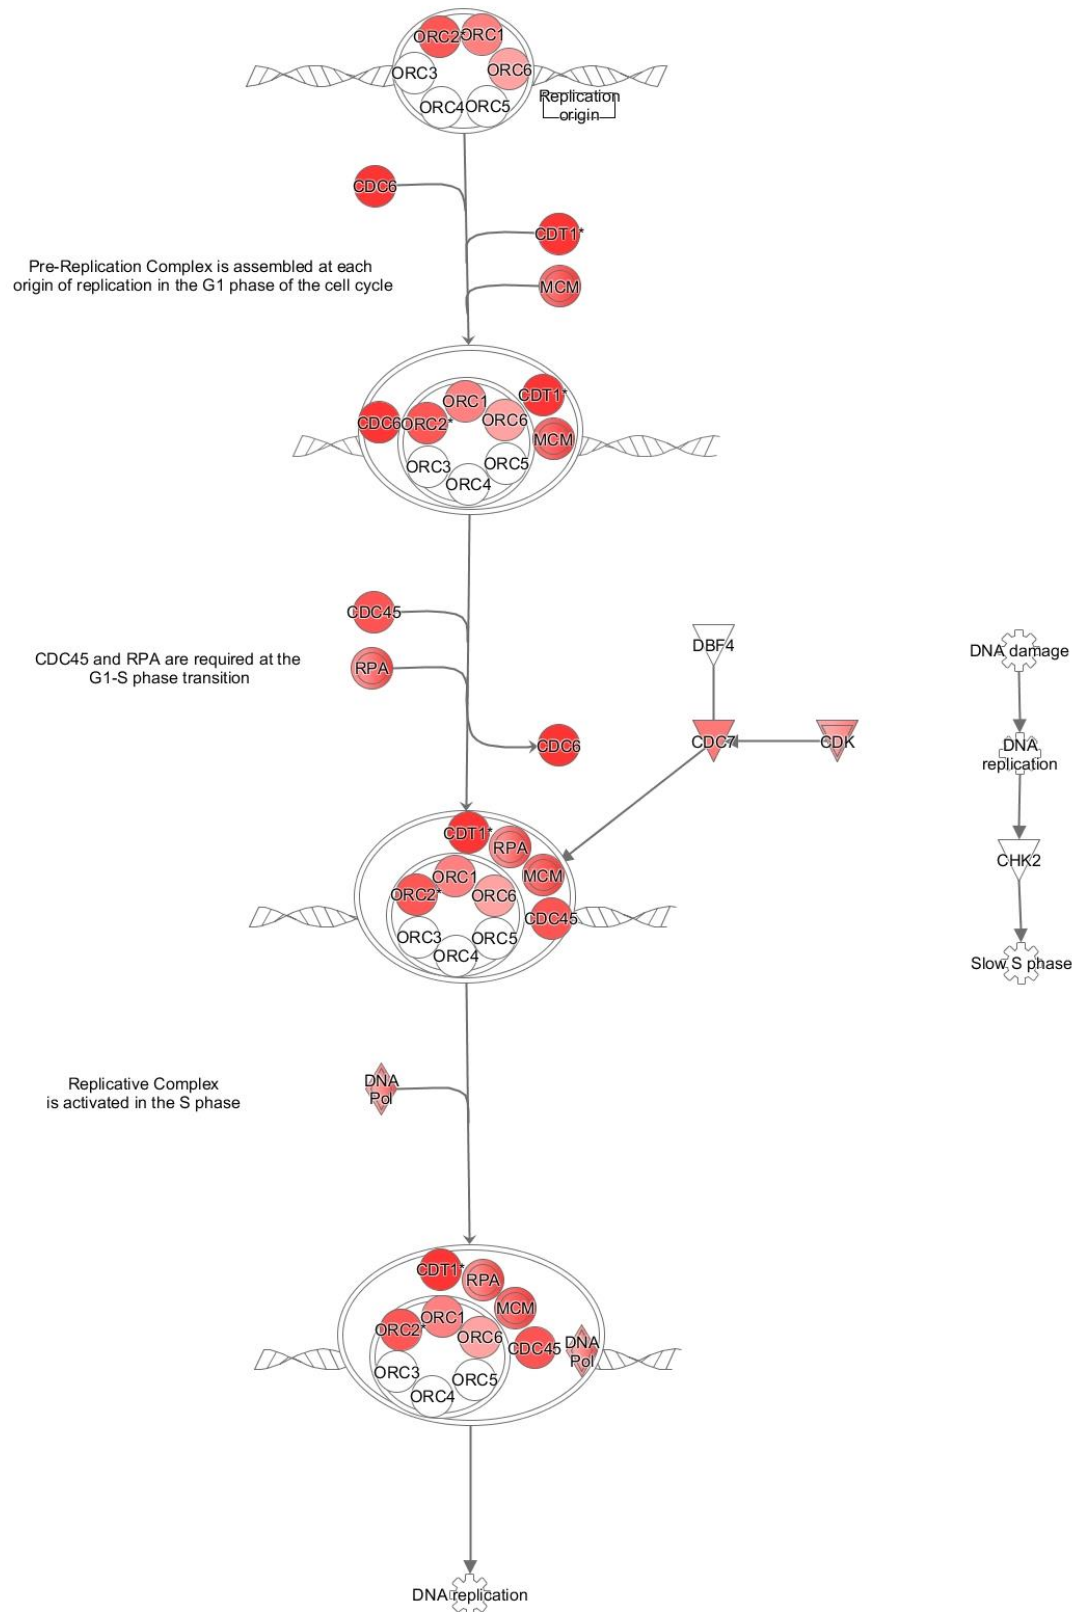 ORC2*
ORC1
ORC3
ORC6
ORC4
ORC5
Replication
origin
CDC6
CDT1*
Pre-Replication Complex is assembled at each
origin of replication in the G1 phase of the cell cycle
MCM
CDT1*
ORC1
CDC6
ORC2*
ORC6
MCM
ORC3
ORC5
ORC4
CDC45
CDC45 and RPA are required at the
G1-S phase transition
RPA
CDC6
DBF4
CDC7
CDK
DNA damage
DNA
replication
CHK2
Slow S phase
CDT1*
RPA
ORC1
MCM
ORC2*
ORC6
CDC45
ORC3
ORC5
ORC4
Replicative Complex
is activated in the S phase
DNA
Pol
CDT1*
RPA
MCM
ORC1
ORC2*
ORC6
CDC45
DNA
Pol
ORC3
ORC5
ORC4
DNA replication